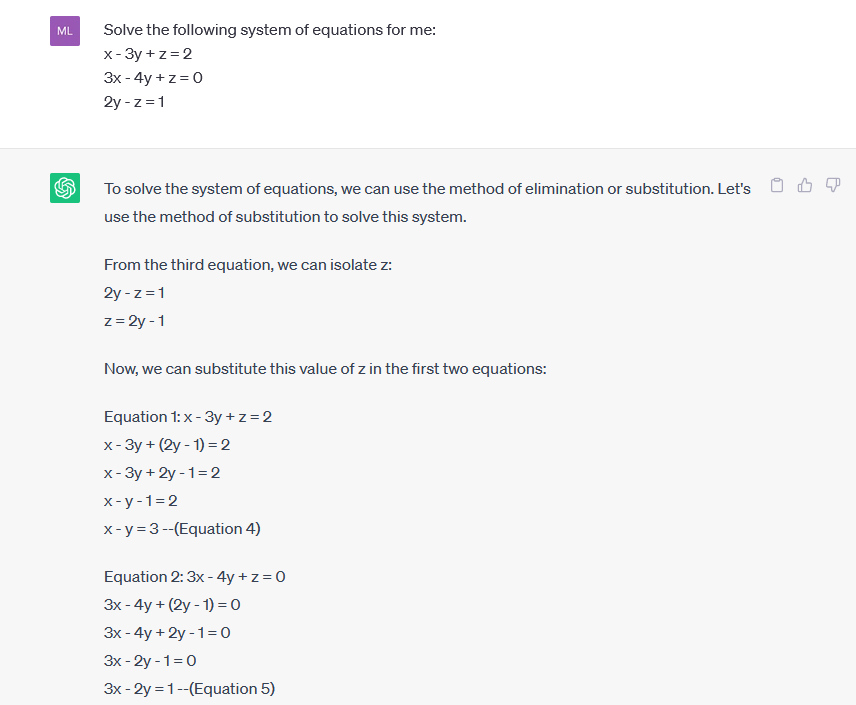 ML
Solve the following system of equations for me:
x - 3y + z = 2
3x - 4y + z = 0
2y - z = 1
To solve the system of equations, we can use the method of elimination or substitution. Let's
use the method of substitution to solve this system.
From the third equation, we can isolate z:
2y - z = 1
z = 2y - 1
Now, we can substitute this value of z in the first two equations:
Equation 1: x - 3y + z = 2
x - 3y + (2y - 1) = 2
x - 3y + 2y - 1 = 2
x - y - 1 = 2
x - y = 3 --(Equation 4)
Equation 2: 3x - 4y + z = 0
3x - 4y + (2y - 1) = 0
3x - 4y + 2y - 1 = 0
3x - 2y - 1 = 0
3x - 2y = 1 --(Equation 5)